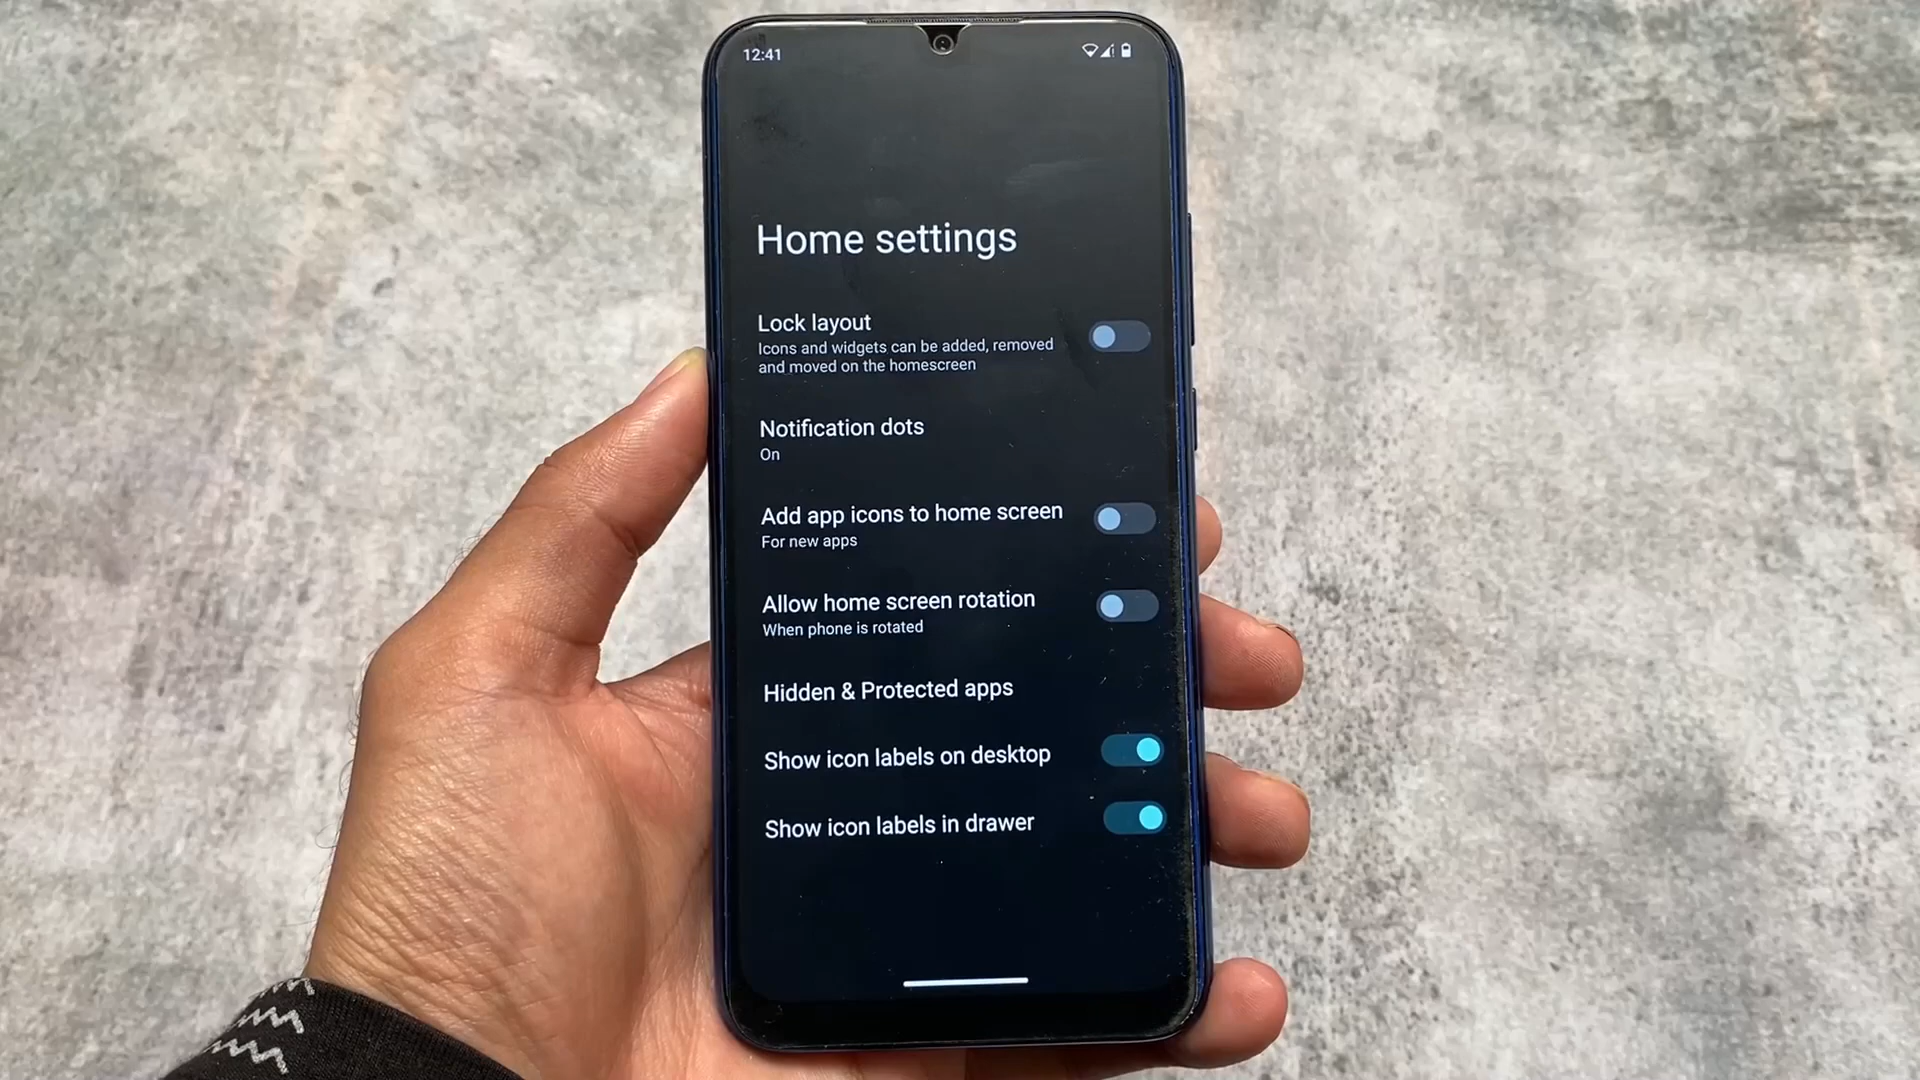 12:41
Home settings
Lock layout
Icons and widgets can be added, removed
and moved on the homescreen
Notification dots
On
Add app icons to home screen
For new apps
Allow home screen rotation
When phone is rotated
Hidden & Protected apps
Show icon labels on desktop
Show icon labels in drawer